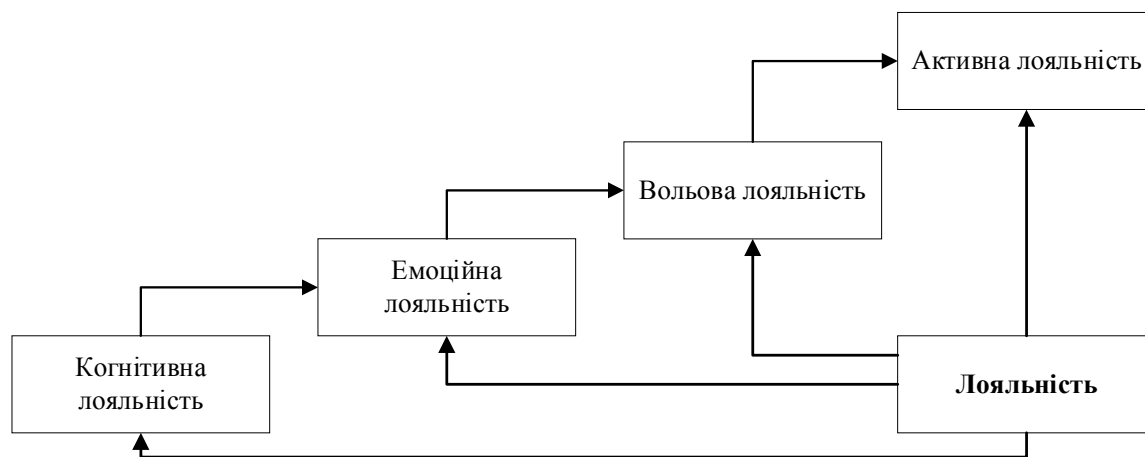 Активна лояльність
Вольова лояльність
Емоційна
лояльність
Когнітивна
лояльність
Лояльність